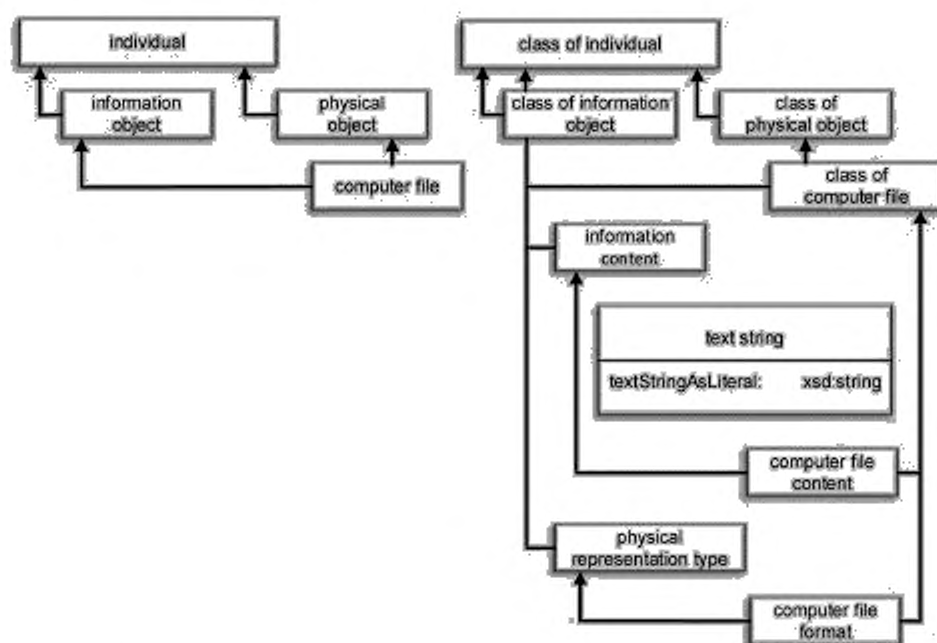 individual
information
object
physical
object
computer file
class of individual
class of information
object
class of
physical object
class of
computer file
information
content
text string
textStringAsLiteral: xsd:string
computer file
content
physical
representation type
computer file
format